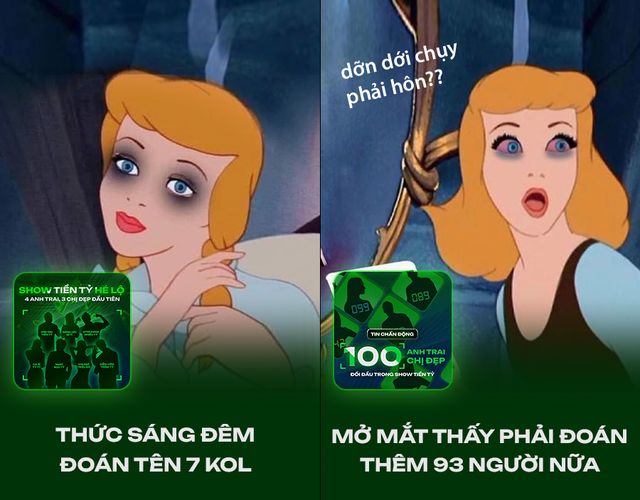 dỡn dới chụy
phải hôn??
SHOW TIỀN TỶ HÉ LỘ
4 ANH TRAI, 3 CHỊ ĐẸP ĐẦU TIÊN
099
089
TIN CHẤN ĐỘNG
100 ANH TRAI
CHỊ ĐẸP
ĐỐI ĐẦU TRONG SHOW TIỀN TỶ
THỨC SÁNG ĐÊM
ĐOÁN TÊN 7 KOL
MỞ MẮT THẤY PHẢI ĐOÁN
THÊM 93 NGƯỜI NỮA